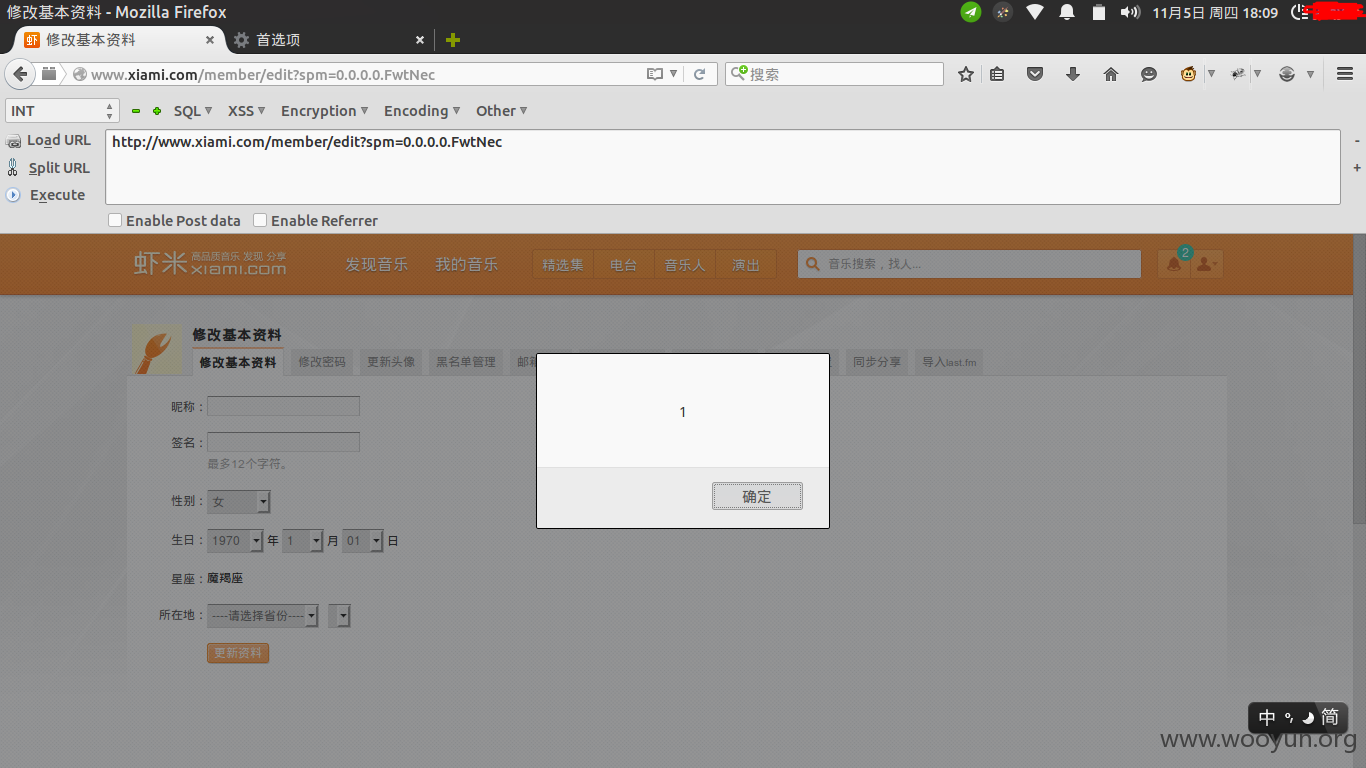 修改基本资料 - Mozilla Firefox
11月5日 周四 18:09
修改基本资料
首选项
www.xiami.com/member/edit?spm=0.0.0.0.FwtNec
搜索
INT
SQL
XSS
Encryption
Encoding
Other
Load URL
http://www.xiami.com/member/edit?spm=0.0.0.0.FwtNec
Split URL
Execute
Enable Post data
Enable Referrer
虾米
高品质音乐 发现 分享
xiami.com
发现音乐
我的音乐
精选集
电台
音乐人
演出
音乐搜索，找人...
2
修改基本资料
修改基本资料
修改密码
更新头像
黑名单管理
同步分享
导入last.fm
1
确定
昵称：
签名：
最多12个字符。
性别：
女
生日：
1970
年
1
月
01
日
星座：
魔羯座
所在地：
----请选择省份----
更新资料
中
简
www.wooyun.org